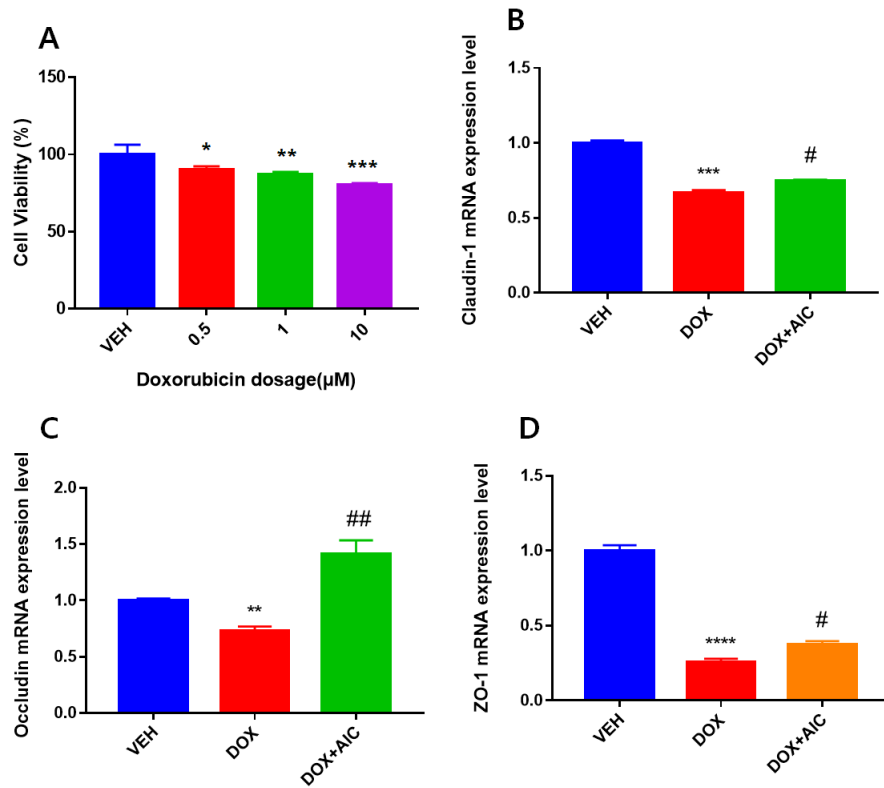 A
Cell Viability (%)
150
100
50
0
*
**
***
VEH
0.5
1
10
Doxorubicin dosage(µM)
B
Claudin-1 mRNA expression level
1.5
1.0
0.5
0.0
***
#
VEH
DOX
DOX+AIC
C
Occludin mRNA expression level
2.0
1.5
1.0
0.5
0.0
**
##
VEH
DOX
DOX+AIC
D
ZO-1 mRNA expression level
1.5
1.0
0.5
0.0
****
#
VEH
DOX
DOX+AIC